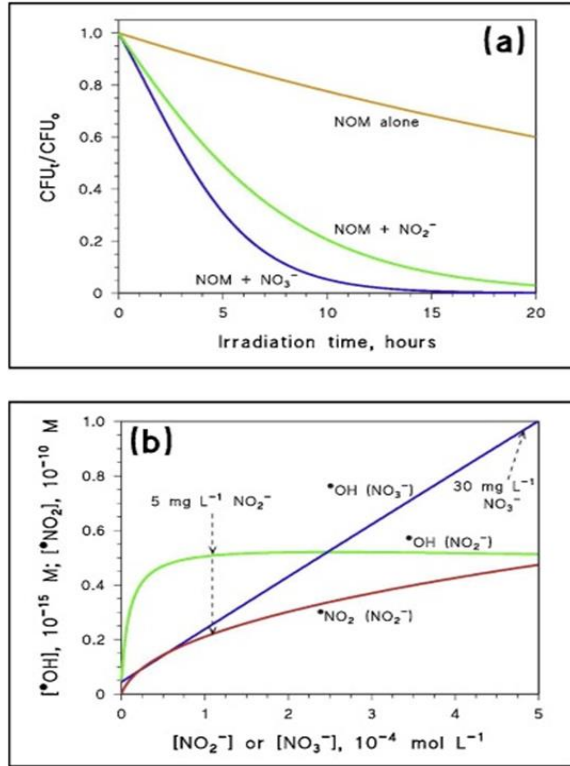 (a)
1.0
0.8
0.6
0.4
0.2
0
CFUₜ/CFUₒ
NOM alone
NOM + NO₂⁻
NOM + NO₃⁻
0 5 10 15 20
Irradiation time, hours
(b)
1.0
0.8
0.6
0.4
0.2
0
[•OH], 10⁻¹⁵ M; [•NO₂], 10⁻¹⁰ M
5 mg L⁻¹ NO₂⁻
•OH (NO₃⁻)
30 mg L⁻¹
NO₃⁻
•OH (NO₂⁻)
•NO₂ (NO₂⁻)
0 1 2 3 4 5
[NO₂⁻] or [NO₃⁻], 10⁻⁴ mol L⁻¹